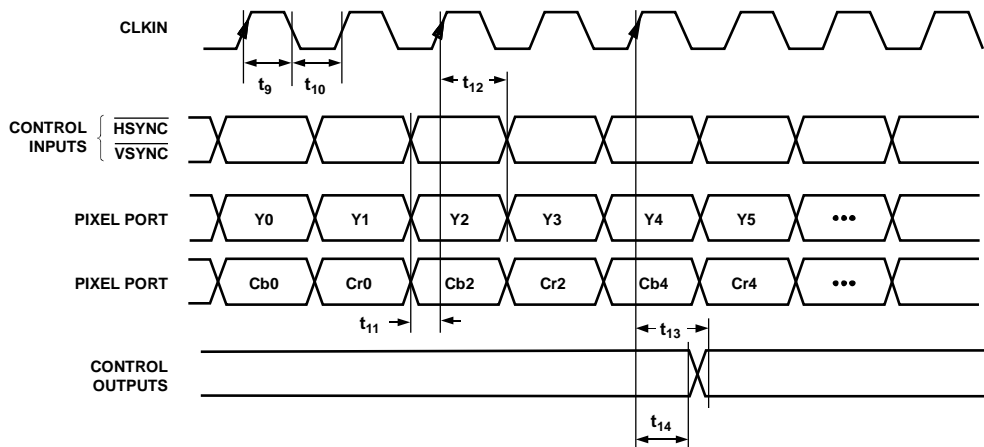 CLKIN
t9 t10 t12
CONTROL INPUTS { HSYNC
VSYNC
PIXEL PORT Y0 Y1 Y2 Y3 Y4 Y5 •••
PIXEL PORT Cb0 Cr0 Cb2 Cr2 Cb4 Cr4 •••
t11 t13
CONTROL OUTPUTS
t14